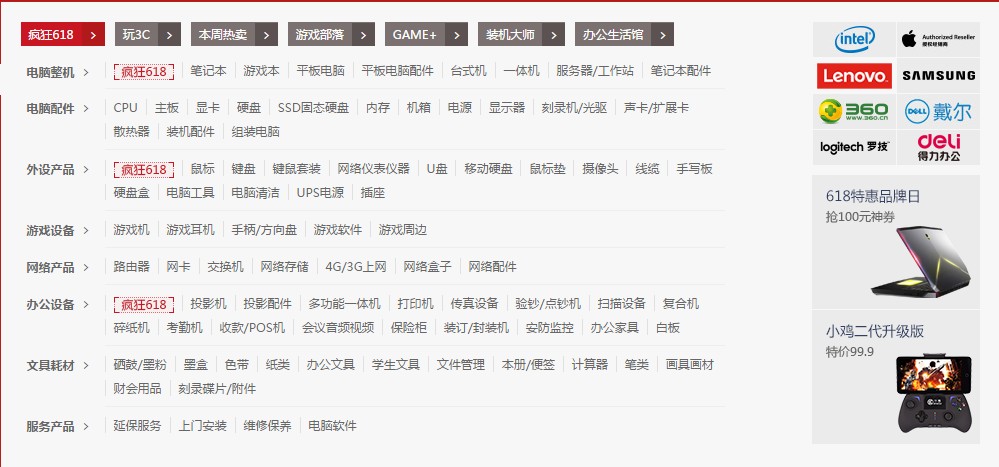 疯狂618 > 玩3C > 本周热卖 > 游戏部落 > GAME+ > 装机大师 > 办公生活馆 >
电脑整机 > 疯狂618 笔记本 游戏本 平板电脑 平板电脑配件 台式机 一体机 服务器/工作站 笔记本配件
电脑配件 > CPU 主板 显卡 硬盘 SSD固态硬盘 内存 机箱 电源 显示器 刻录机/光驱 声卡/扩展卡
散热器 装机配件 组装电脑
外设产品 > 疯狂618 鼠标 键盘 键鼠套装 网络仪表仪器 U盘 移动硬盘 鼠标垫 摄像头 线缆 手写板
硬盘盒 电脑工具 电脑清洁 UPS电源 插座
游戏设备 > 游戏机 游戏耳机 手柄/方向盘 游戏软件 游戏周边
网络产品 > 路由器 网卡 交换机 网络存储 4G/3G上网 网络盒子 网络配件
办公设备 > 疯狂618 投影机 投影配件 多功能一体机 打印机 传真设备 验钞/点钞机 扫描设备 复合机
碎纸机 考勤机 收款/POS机 会议音频视频 保险柜 装订/封装机 安防监控 办公家具 白板
文具耗材 > 硒鼓/墨粉 墨盒 色带 纸类 办公文具 学生文具 文件管理 本册/便签 计算器 笔类 画具画材
财会用品 刻录碟片/附件
服务产品 > 延保服务 上门安装 维修保养 电脑软件
intel Authorized Reseller
授权经销商
Lenovo. SAMSUNG
360 DELL 戴尔
www.360.cn
logitech 罗技 deli
得力办公
618特惠品牌日
抢100元神券
小鸡二代升级版
特价99.9